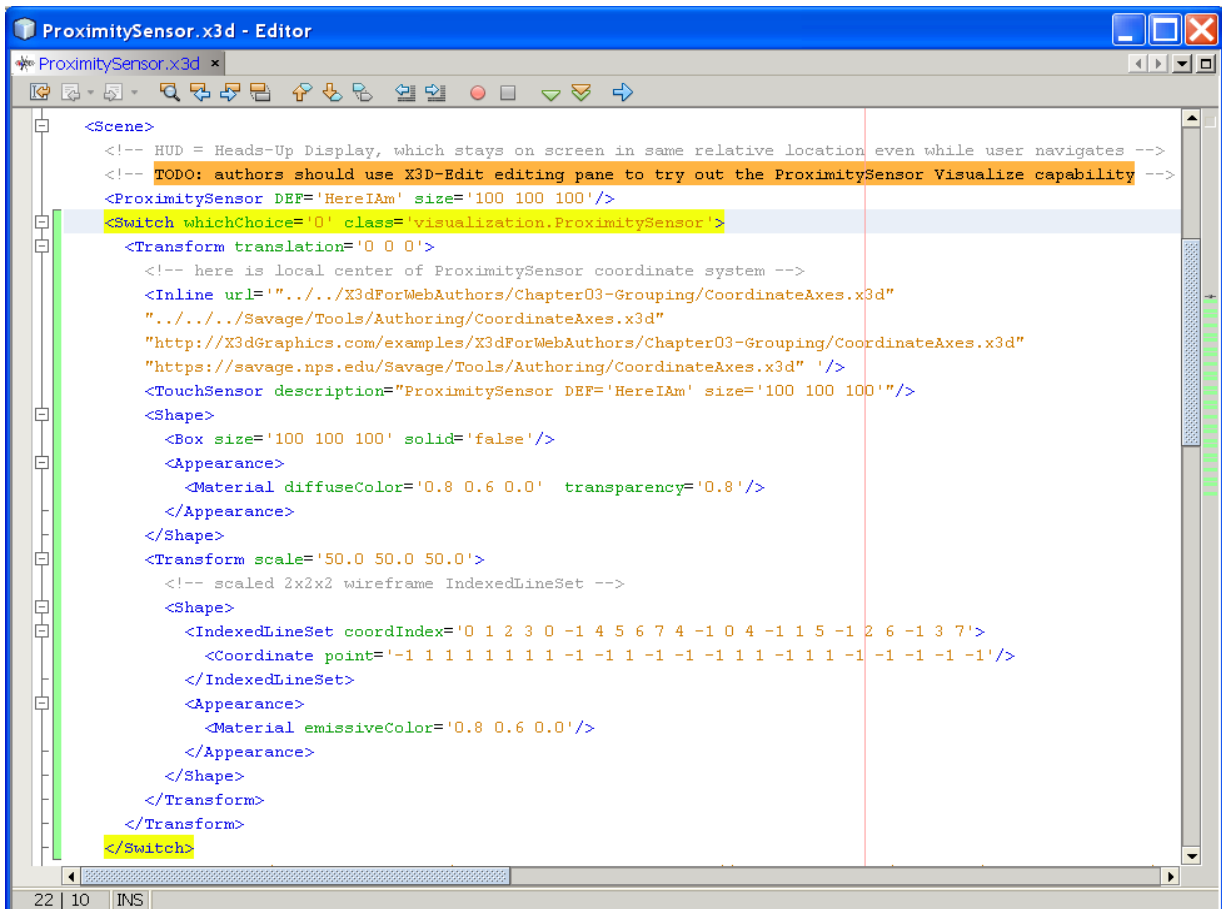 ProximitySensor.x3d - Editor
ProximitySensor.x3d
<Scene>
<!-- HUD = Heads-Up Display, which stays on screen in same relative location even while user navigates -->
<!-- TODO: authors should use X3D-Edit editing pane to try out the ProximitySensor Visualize capability -->
<ProximitySensor DEF='HereIAm' size='100 100 100'/>
<Switch whichChoice='0' class='visualization.ProximitySensor'>
<Transform translation='0 0 0'>
<!-- here is local center of ProximitySensor coordinate system -->
<Inline url='"../../X3dForWebAuthors/Chapter03-Grouping/CoordinateAxes.x3d"
"../../../Savage/Tools/Authoring/CoordinateAxes.x3d"
"http://X3dGraphics.com/examples/X3dForWebAuthors/Chapter03-Grouping/CoordinateAxes.x3d"
"https://savage.nps.edu/Savage/Tools/Authoring/CoordinateAxes.x3d" '/>
<TouchSensor description="ProximitySensor DEF='HereIAm' size='100 100 100'"/>
<Shape>
<Box size='100 100 100' solid='false'/>
<Appearance>
<Material diffuseColor='0.8 0.6 0.0'  transparency='0.8'/>
</Appearance>
</Shape>
<Transform scale='50.0 50.0 50.0'>
<!-- scaled 2x2x2 wireframe IndexedLineSet -->
<Shape>
<IndexedLineSet coordIndex='0 1 2 3 0 -1 4 5 6 7 4 -1 0 4 -1 1 5 -1 2 6 -1 3 7'>
<Coordinate point='-1 1 1 1 1 1 1 1 -1 -1 1 -1 -1 -1 1 1 -1 1 1 -1 -1 -1 -1 -1'/>
</IndexedLineSet>
<Appearance>
<Material emissiveColor='0.8 0.6 0.0'/>
</Appearance>
</Shape>
</Transform>
</Transform>
</Switch>
22 | 10 INS